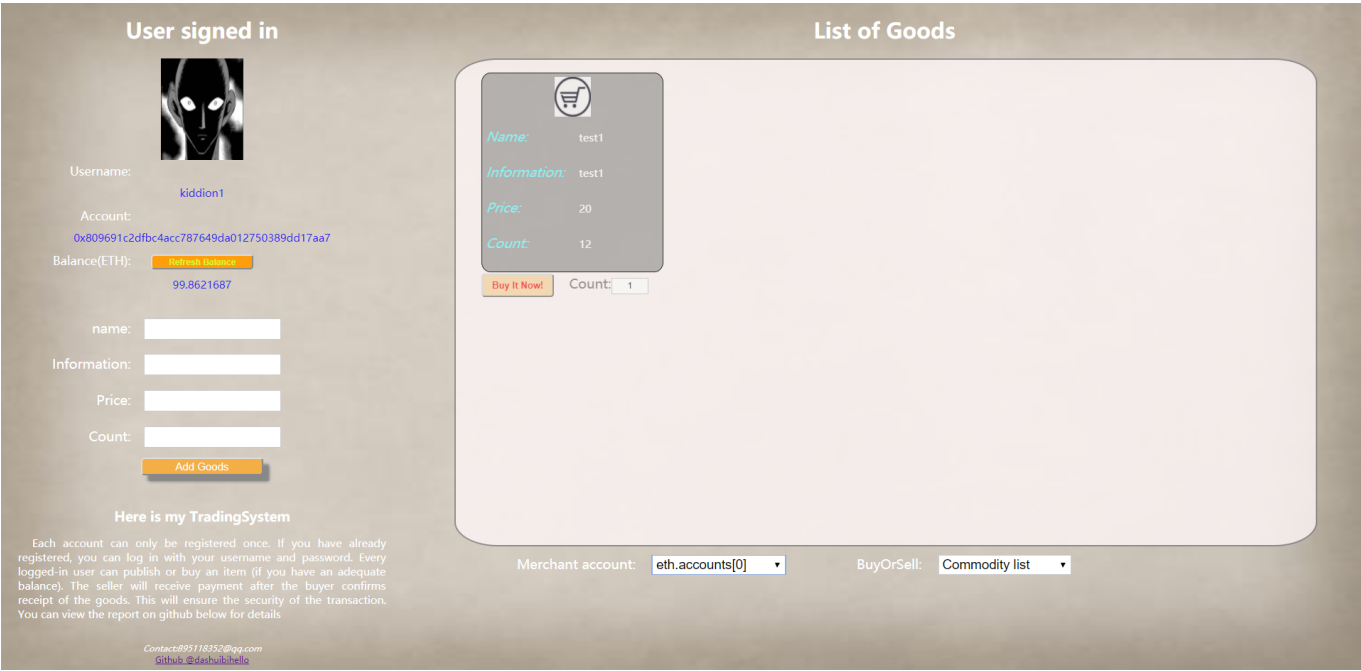 User signed in
Username:
kiddion1
Account:
0x809691c2dfbc4acc787649da012750389dd17aa7
Balance(ETH): Refresh Balance
99.8621687
name:
Information:
Price:
Count:
Add Goods
Here is my TradingSystem
Each account can only be registered once. If you have already
registered, you can log in with your username and password. Every
logged-in user can publish or buy an item (if you have an adequate
balance). The seller will receive payment after the buyer confirms
receipt of the goods. This will ensure the security of the transaction.
You can view the report on github below for details
Contact:895118352@qq.com
Github @dashuibihello
List of Goods
Name: test1
Information: test1
Price: 20
Count: 12
Buy It Now! Count: 1
Merchant account: eth.accounts[0] BuyOrSell: Commodity list